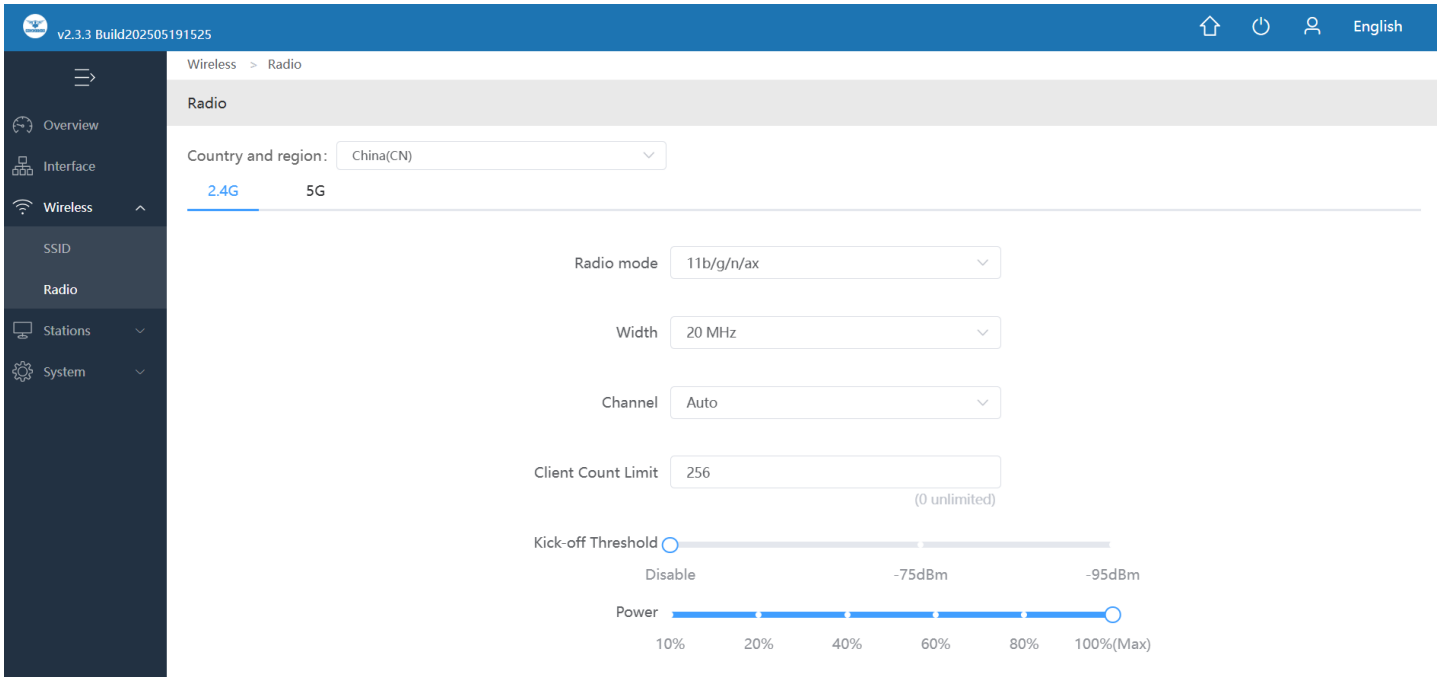 v2.3.3 Build202505191525
English
Wireless > Radio
Radio
Overview
Interface
Wireless
SSID
Radio
Stations
System
Country and region: China(CN)
2.4G 5G
Radio mode 11b/g/n/ax
Width 20 MHz
Channel Auto
Client Count Limit 256
(0 unlimited)
Kick-off Threshold
Disable -75dBm -95dBm
Power
10% 20% 40% 60% 80% 100%(Max)